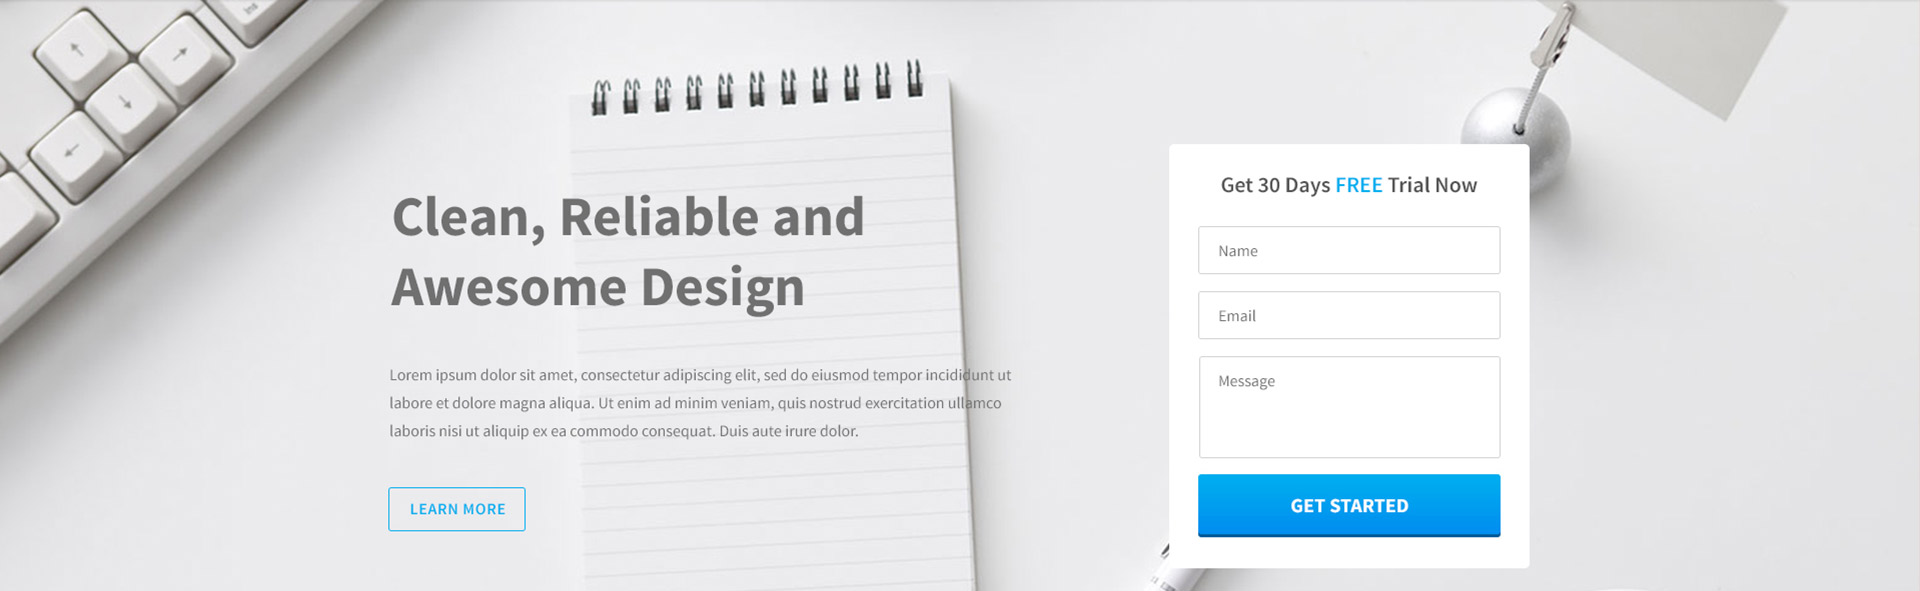 Ins
Clean, Reliable and
Awesome Design
Lorem ipsum dolor sit amet, consectetur adipiscing elit, sed do eiusmod tempor incididunt ut
labore et dolore magna aliqua. Ut enim ad minim veniam, quis nostrud exercitation ullamco
laboris nisi ut aliquip ex ea commodo consequat. Duis aute irure dolor.
LEARN MORE
Get 30 Days FREE Trial Now
Name
Email
Message
GET STARTED